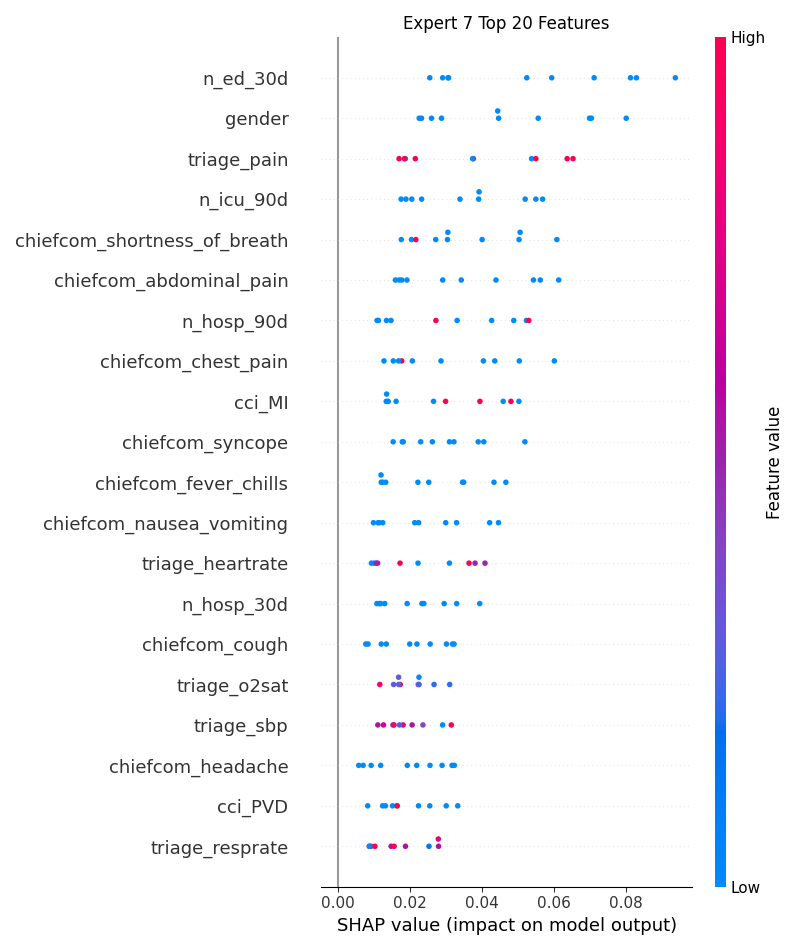 Expert 7 Top 20 Features
High
n_ed_30d
gender
triage_pain
n_icu_90d
chiefcom_shortness_of_breath
chiefcom_abdominal_pain
n_hosp_90d
chiefcom_chest_pain
cci_MI
chiefcom_syncope
chiefcom_fever_chills
chiefcom_nausea_vomiting
triage_heartrate
n_hosp_30d
chiefcom_cough
triage_o2sat
triage_sbp
chiefcom_headache
cci_PVD
triage_resprate
Feature value
Low
0.00 0.02 0.04 0.06 0.08
SHAP value (impact on model output)